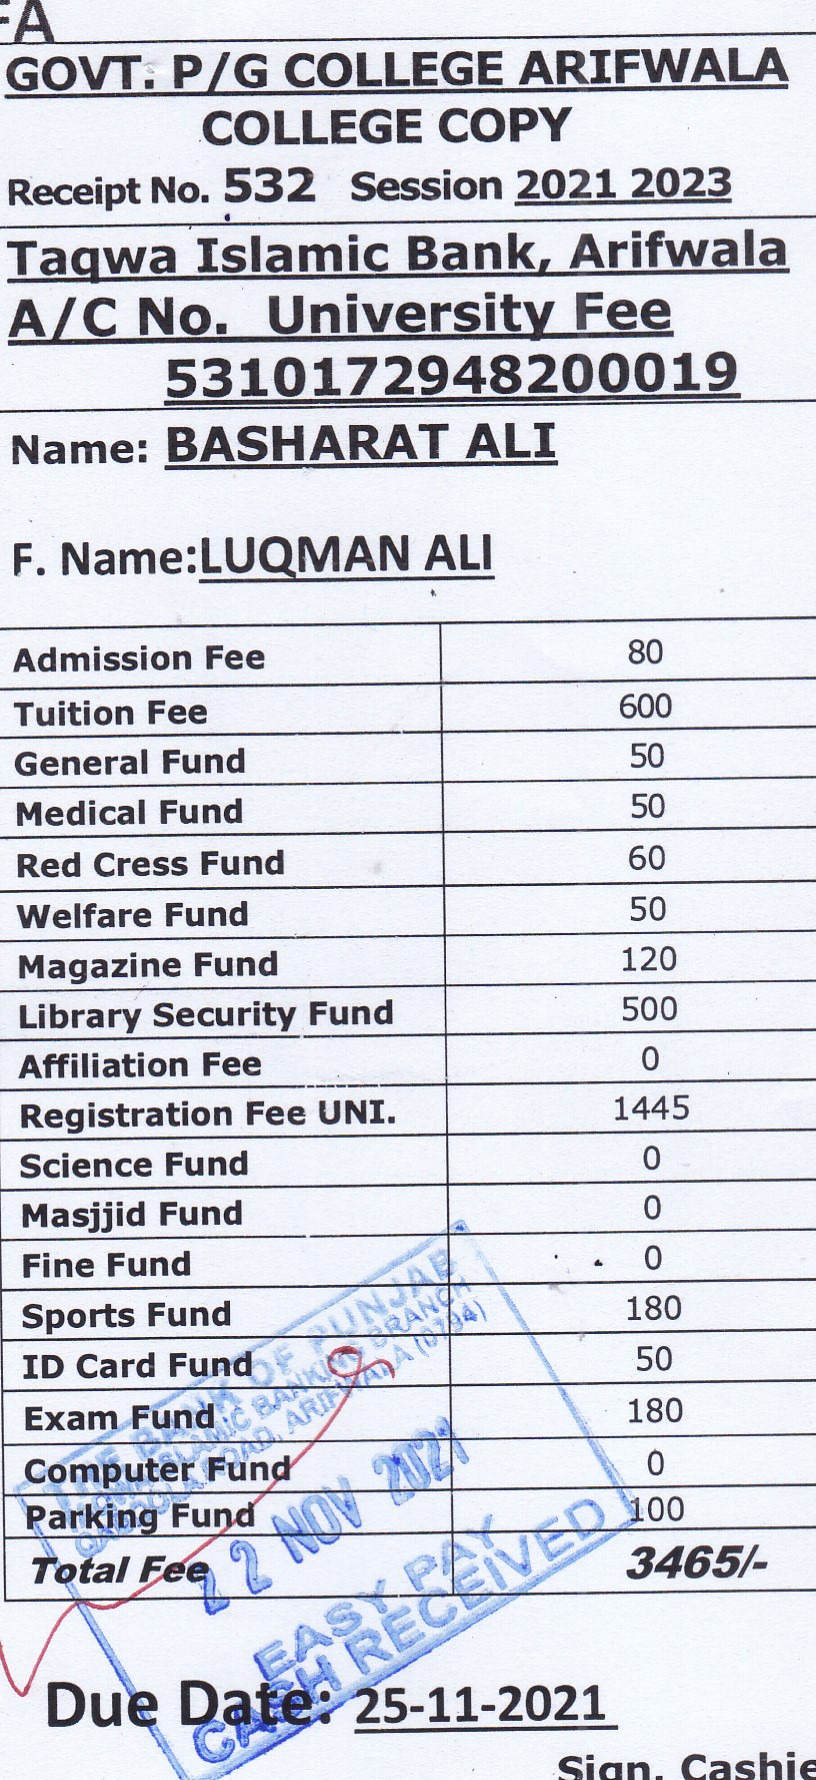 FA
GOVT: P/G COLLEGE ARIFWALA
COLLEGE COPY
Receipt No. 532 Session 2021 2023
Taqwa Islamic Bank, Arifwala
A/C No. University Fee
5310172948200019
Name: BASHARAT ALI
F. Name:LUQMAN ALI
Admission Fee 80
Tuition Fee 600
General Fund 50
Medical Fund 50
Red Cress Fund 60
Welfare Fund 50
Magazine Fund 120
Library Security Fund 500
Affiliation Fee 0
Registration Fee UNI. 1445
Science Fund 0
Masjjid Fund 0
Fine Fund 0
Sports Fund 180
ID Card Fund 50
Exam Fund 180
Computer Fund 0
Parking Fund 100
Total Fee 3465/-
THE BANK OF PUNJAB
ISLAMIC BANKING BRANCH
ROAD, ARIFWALA (0794)
22 NOV 2021
EASY PAY
CASH RECEIVED
Due Date: 25-11-2021
Sign. Cashie